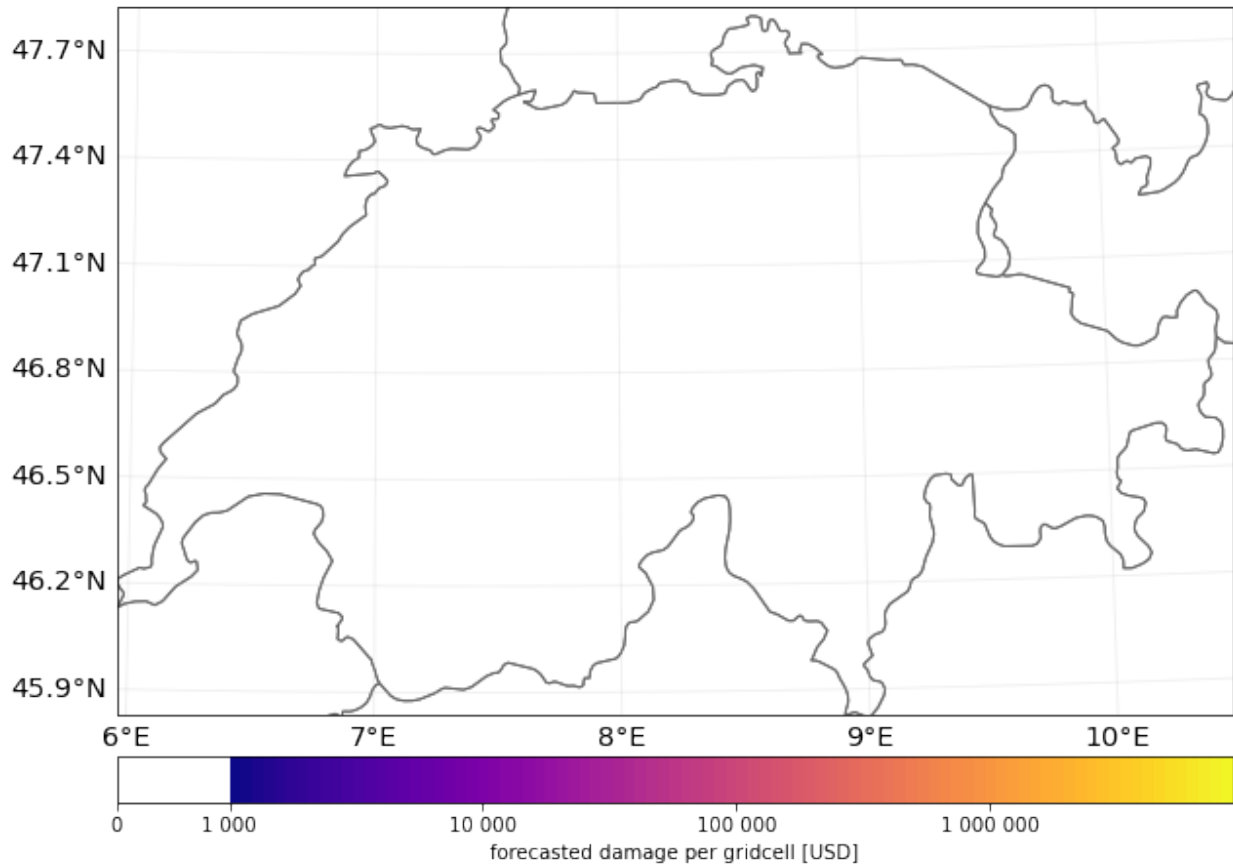 47.7°N
47.4°N
47.1°N
46.8°N
46.5°N
46.2°N
45.9°N
6°E 7°E 8°E 9°E 10°E
0 1 000 10 000 100 000 1 000 000
forecasted damage per gridcell [USD]